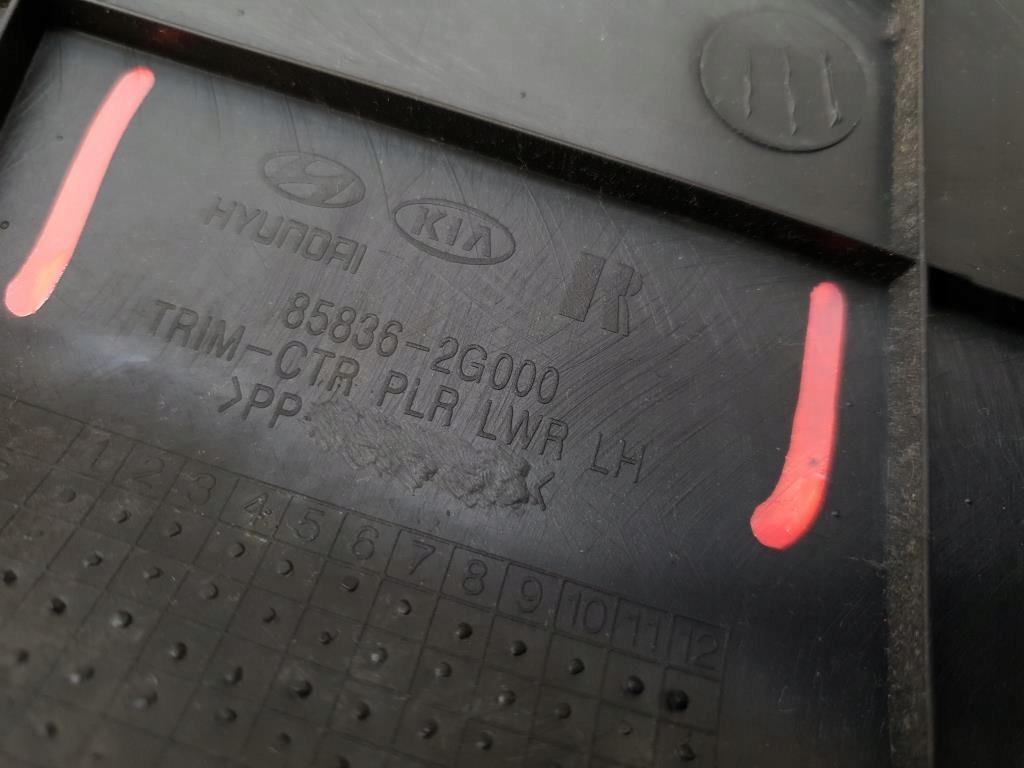 HYUNDAI
KIA
85836-2G000
TRIM-CTR PLR LWR LH
>PP- <
1 2 3 4 5 6 7 8 9 10 11 12